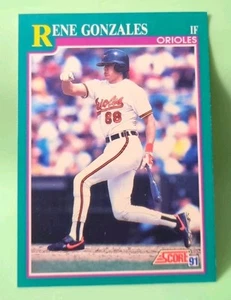 RENE GONZALES
IF
ORIOLES
Orioles
88
SCORE
91